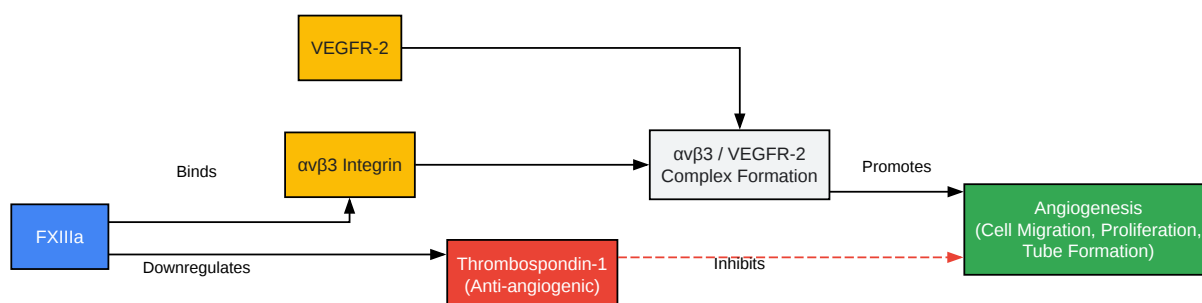 VEGFR-2
αvβ3 Integrin
Binds
αvβ3 / VEGFR-2
Complex Formation
Promotes
FXIIIa
Downregulates
Thrombospondin-1
(Anti-angiogenic)
Inhibits
Angiogenesis
(Cell Migration, Proliferation,
Tube Formation)